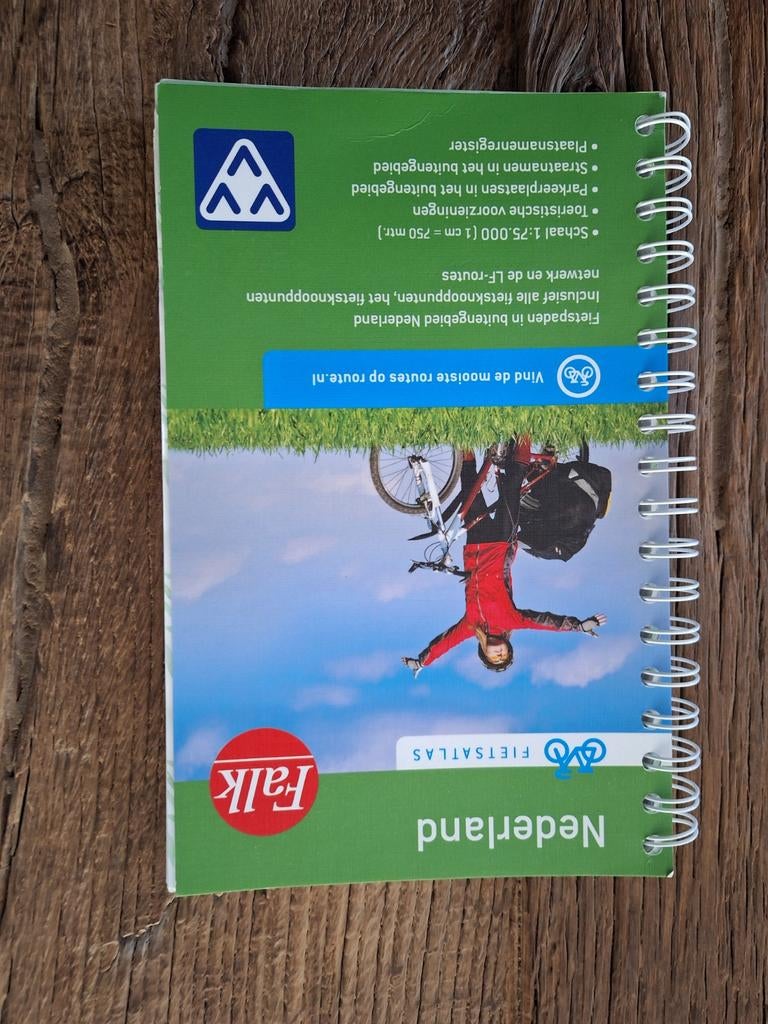 Nederland
Falk
FIETSATLAS
Vind de mooiste routes op route.nl
Fietspaden in buitengebied Nederland
Inclusief alle fietsknooppunten, het fietsknooppunten
netwerk en de LF-routes
• Schaal 1:75.000 (1 cm = 750 mtr.)
• Toeristische voorzieningen
• Parkeerplaatsen in het buitengebied
• Straatnamen in het buitengebied
• Plaatsnamenregister